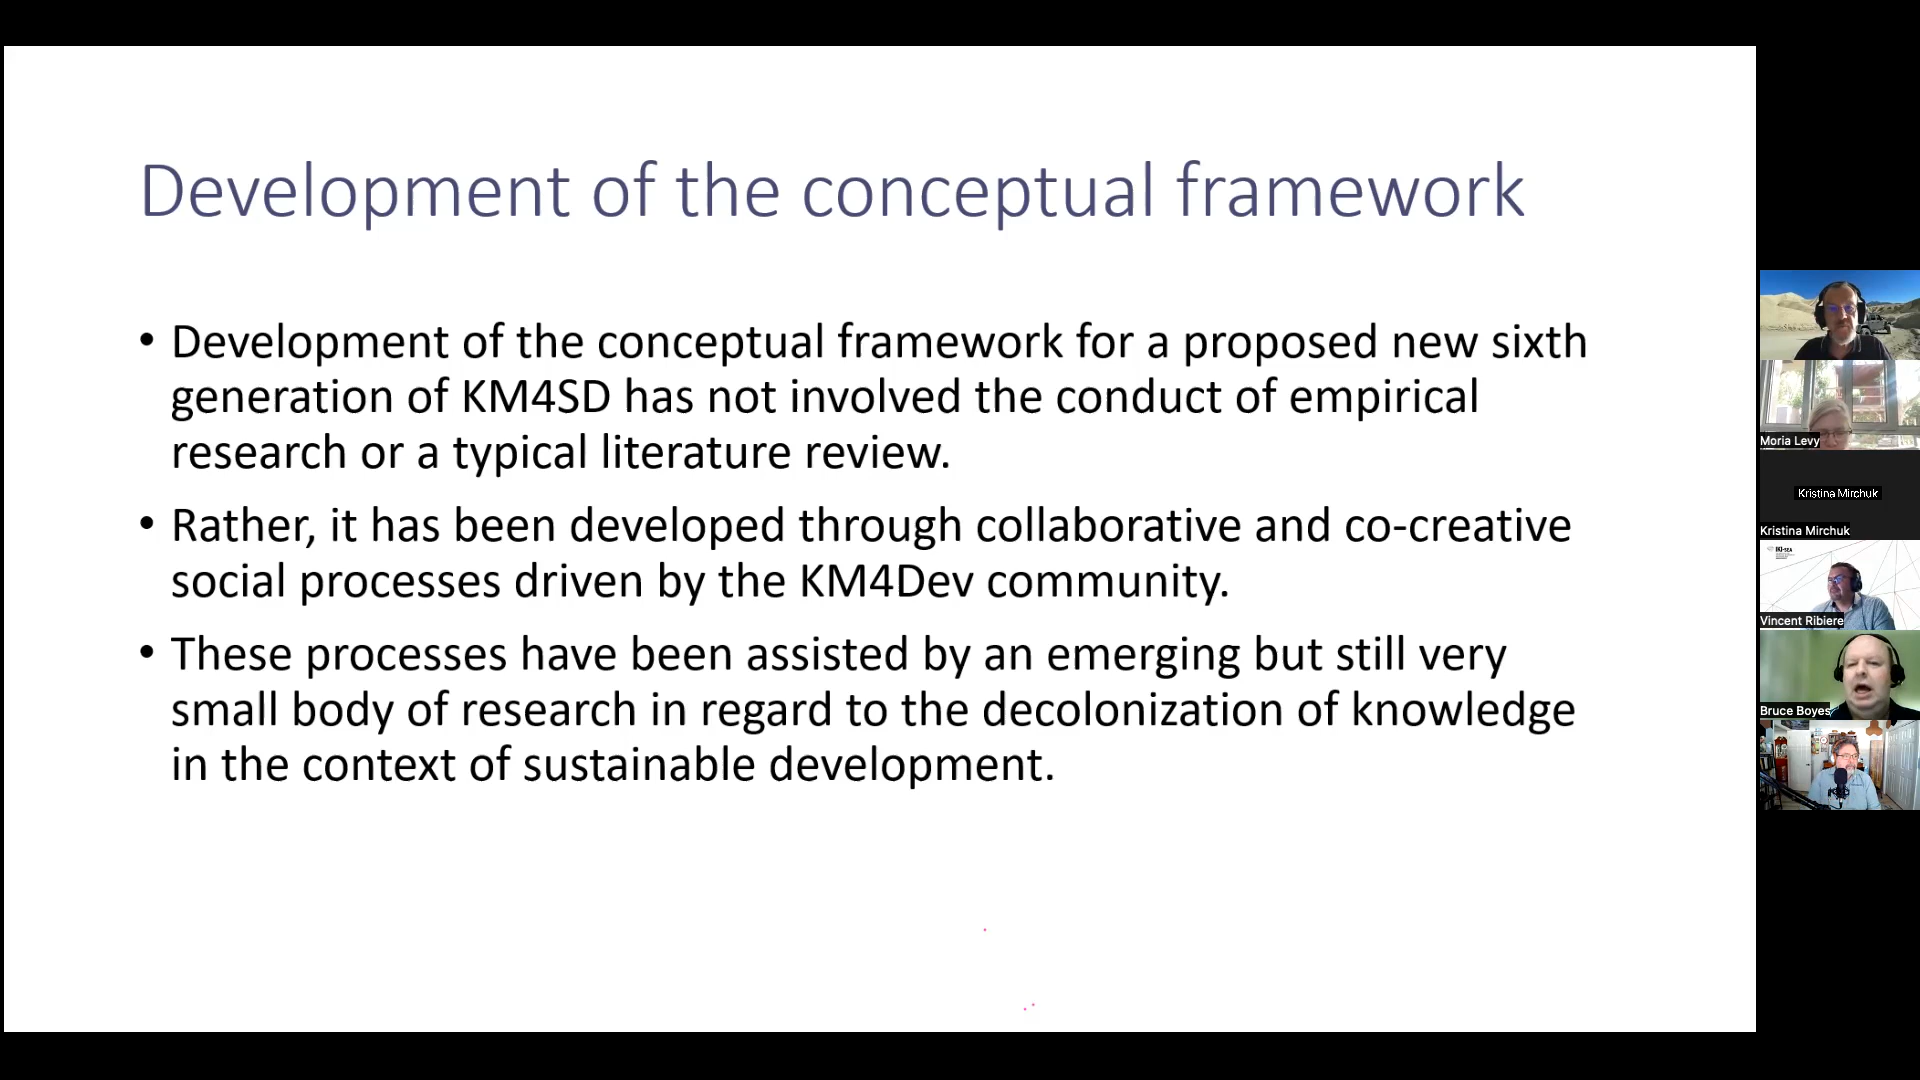 Development of the conceptual framework
• Development of the conceptual framework for a proposed new sixth
generation of KM4SD has not involved the conduct of empirical
research or a typical literature review.
• Rather, it has been developed through collaborative and co-creative
social processes driven by the KM4Dev community.
• These processes have been assisted by an emerging but still very
small body of research in regard to the decolonization of knowledge
in the context of sustainable development.
Moria Levy
Kristina Mirchuk
Kristina Mirchuk
IKI-SEA
Vincent Ribiere
Bruce Boyes